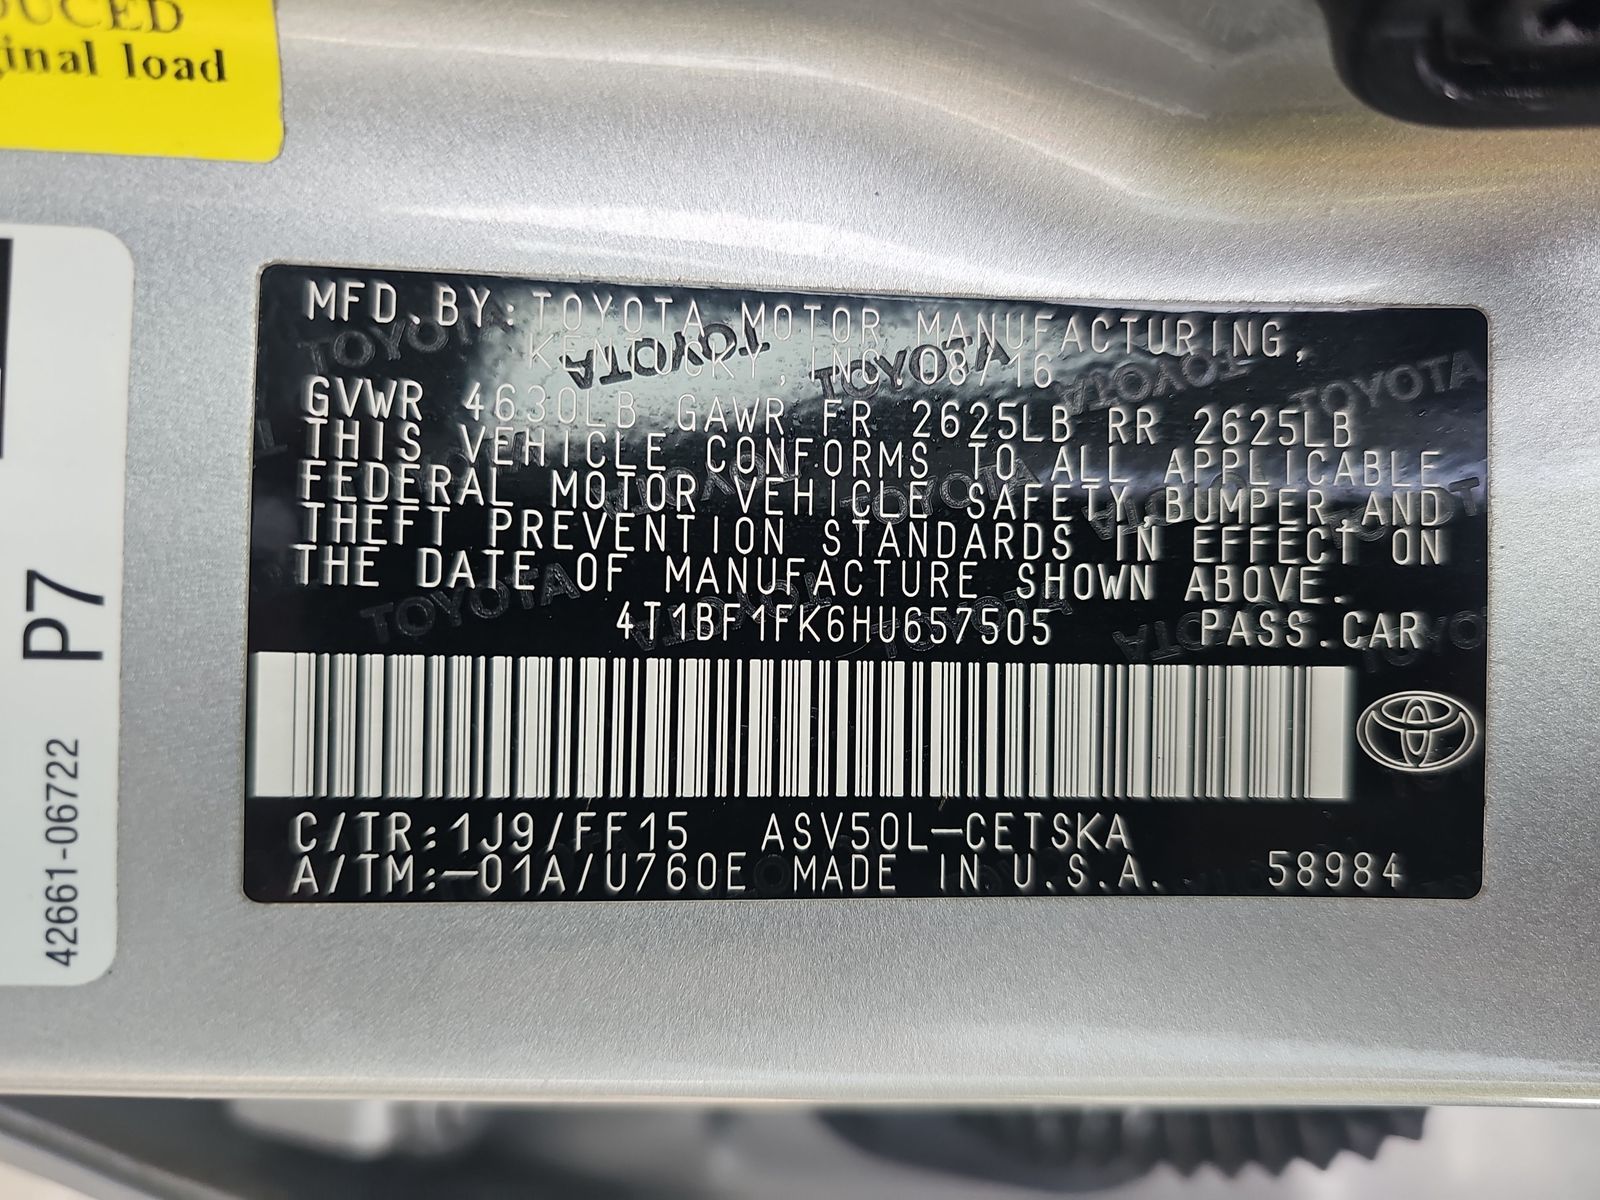 ginal load
MFD.BY: TOYOTA MOTOR MANUFACTURING,
KENTUCKY, INC. 08/16
GVWR 4630LB GAWR FR 2625LB RR 2625LB
THIS VEHICLE CONFORMS TO ALL APPLICABLE
FEDERAL MOTOR VEHICLE SAFETY, BUMPER, AND
THEFT PREVENTION STANDARDS IN EFFECT ON
THE DATE OF MANUFACTURE SHOWN ABOVE.
4T1BF1FK6HU657505 PASS.CAR
C/TR:1J9/FF15 ASV50L-CETSKA
A/TM:-01A/U760E MADE IN U.S.A. 58984
P7
42661-06722